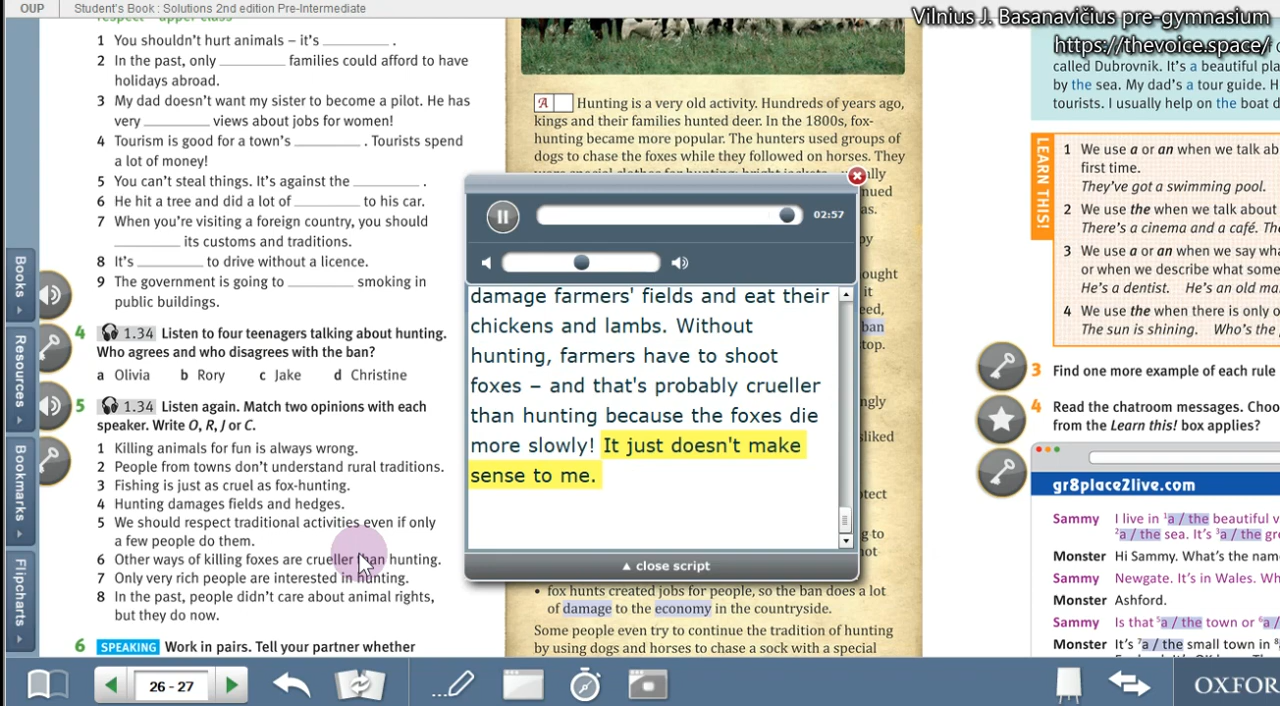 OUP
Student's Book : Solutions 2nd edition Pre-Intermediate
Vilnius J. Basanavičius pre-gymnasium
https://thevoice.space/
respect upper class
1 You shouldn't hurt animals – it's ________ .
2 In the past, only ________ families could afford to have
holidays abroad.
3 My dad doesn't want my sister to become a pilot. He has
very ________ views about jobs for women!
4 Tourism is good for a town's ________ . Tourists spend
a lot of money!
5 You can't steal things. It's against the ________ .
6 He hit a tree and did a lot of ________ to his car.
7 When you're visiting a foreign country, you should
________ its customs and traditions.
8 It's ________ to drive without a licence.
9 The government is going to ________ smoking in
public buildings.
4 1.34 Listen to four teenagers talking about hunting.
Who agrees and who disagrees with the ban?
a Olivia b Rory c Jake d Christine
5 1.34 Listen again. Match two opinions with each
speaker. Write O, R, J or C.
1 Killing animals for fun is always wrong.
2 People from towns don't understand rural traditions.
3 Fishing is just as cruel as fox-hunting.
4 Hunting damages fields and hedges.
5 We should respect traditional activities even if only
a few people do them.
6 Other ways of killing foxes are crueller than hunting.
7 Only very rich people are interested in hunting.
8 In the past, people didn't care about animal rights,
but they do now.
6 SPEAKING Work in pairs. Tell your partner whether
A Hunting is a very old activity. Hundreds of years ago,
kings and their families hunted deer. In the 1800s, fox-
hunting became more popular. The hunters used groups of
dogs to chase the foxes while they followed on horses. They
02:57
damage farmers' fields and eat their
chickens and lambs. Without
hunting, farmers have to shoot
foxes – and that's probably crueller
than hunting because the foxes die
more slowly! It just doesn't make
sense to me.
close script
ought
it
ban
top.
• fox hunts created jobs for people, so the ban does a lot
of damage to the economy in the countryside.
Some people even try to continue the tradition of hunting
by using dogs and horses to chase a sock with a special
called Dubrovnik. It's a beautiful
by the sea. My dad's a tour guide.
tourists. I usually help on the boat
LEARN THIS!
1 We use a or an when we talk
first time.
They've got a swimming pool.
2 We use the when we talk about
There's a cinema and a café.
3 We use a or an when we say
or when we describe what
He's a dentist. He's an old
4 We use the when there is only
The sun is shining. Who's the
3 Find one more example of each rule
4 Read the chatroom messages.
from the Learn this! box applies?
gr8place2live.com
Sammy I live in 1a / the beautiful
2a / the sea. It's 3a / the
Monster Hi Sammy. What's the
Sammy Newgate. It's in Wales.
Monster Ashford.
Sammy Is that 5a / the town or
Monster It's 7a / the small town in
Books
Resources
Bookmarks
Flipcharts
26 - 27